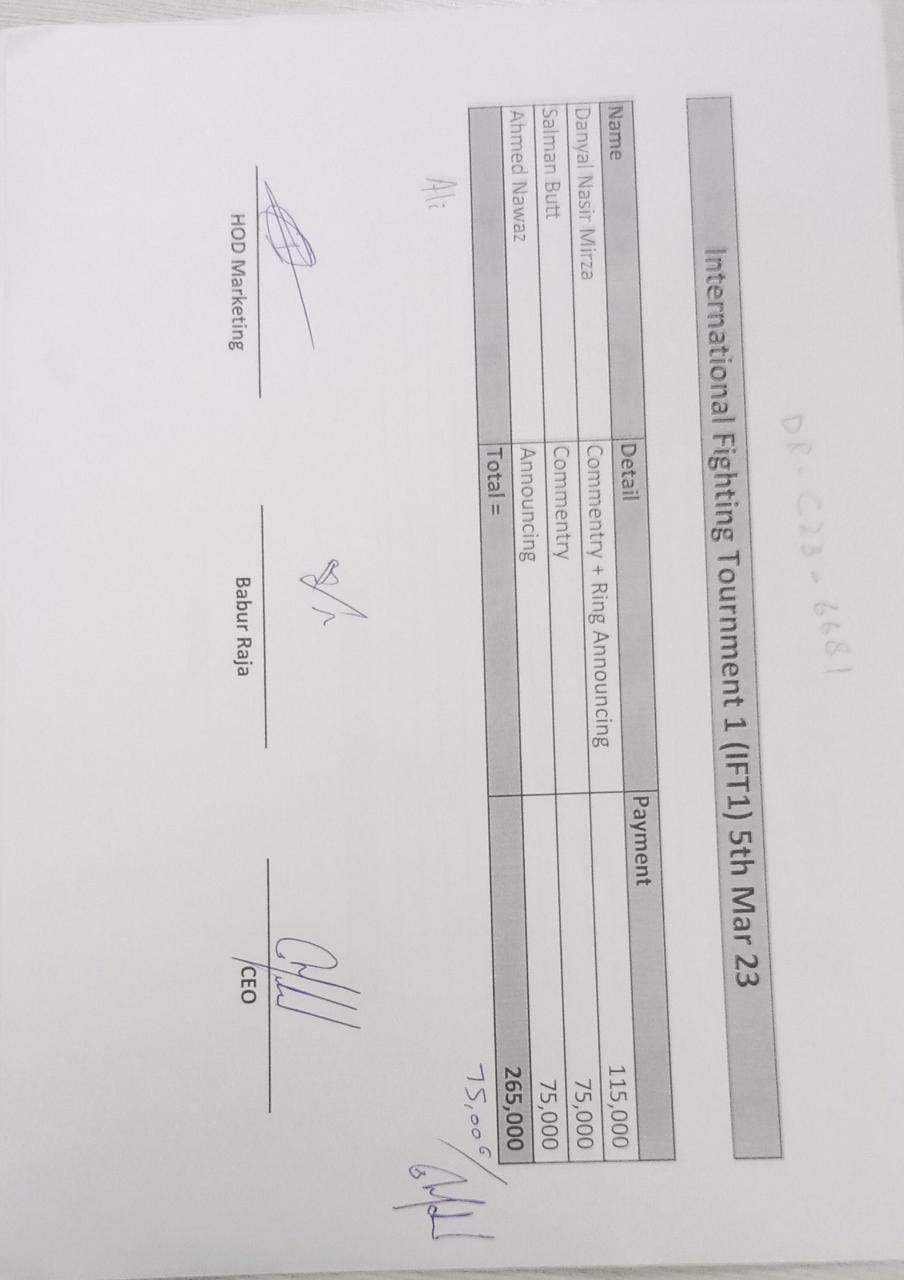 DR-C23-6681
International Fighting Tournment 1 (IFT1) 5th Mar 23
Name Detail Payment
Danyal Nasir Mirza Commentry + Ring Announcing 115,000
Salman Butt Commentry 75,000
Ahmed Nawaz Announcing 75,000
Total = 265,000
Ali 75,000/
HOD Marketing Babur Raja CEO